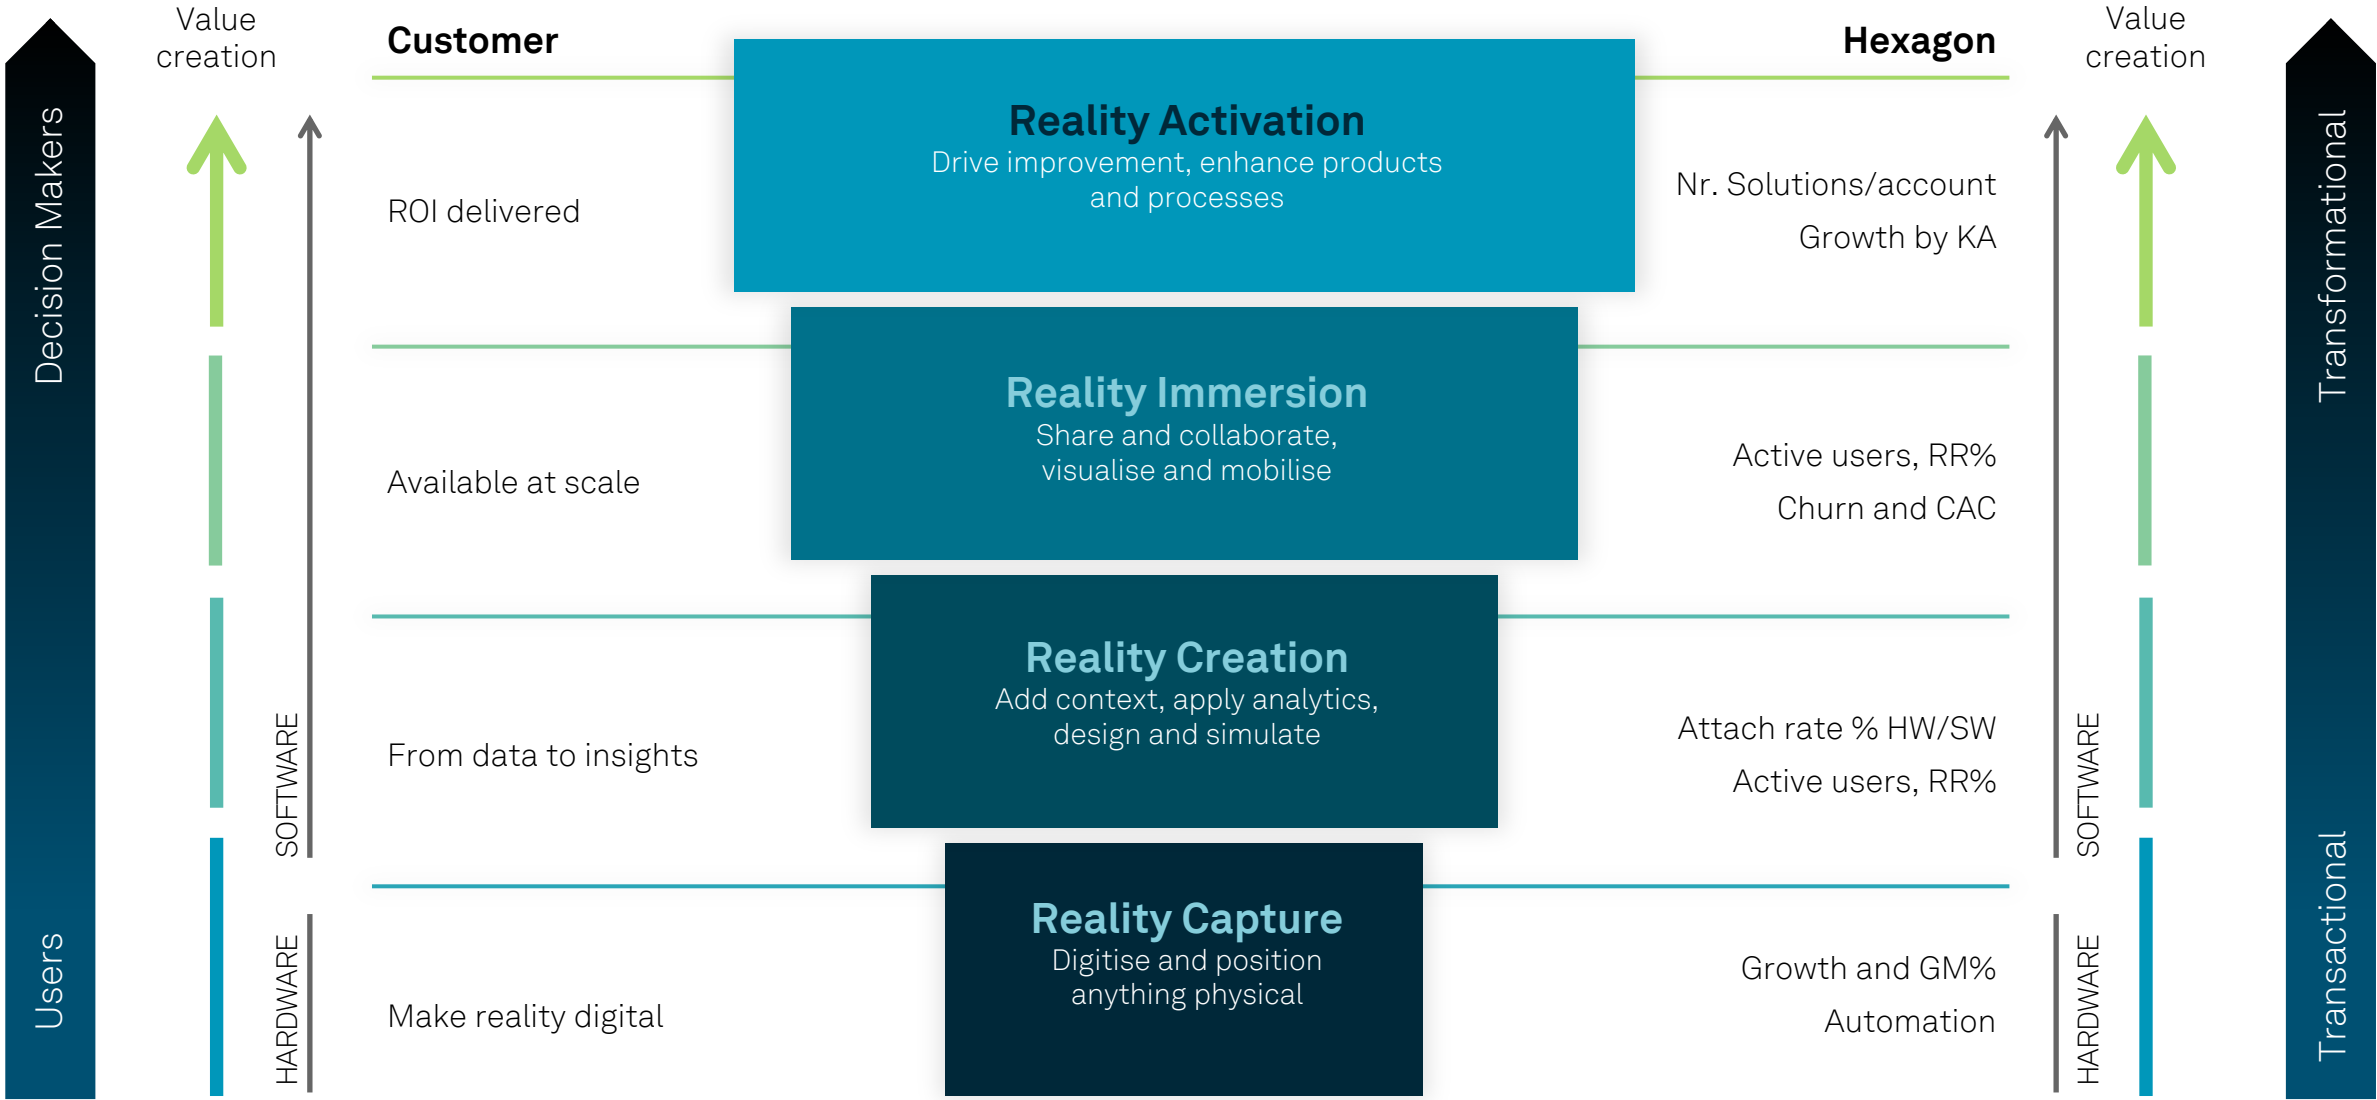 Value
creation
Customer
Hexagon
Value
creation
Decision Makers
Users
SOFTWARE
HARDWARE
ROI delivered
Reality Activation
Drive improvement, enhance products
and processes
Nr. Solutions/account
Growth by KA
Available at scale
Reality Immersion
Share and collaborate,
visualise and mobilise
Active users, RR%
Churn and CAC
From data to insights
Reality Creation
Add context, apply analytics,
design and simulate
Attach rate % HW/SW
Active users, RR%
Make reality digital
Reality Capture
Digitise and position
anything physical
Growth and GM%
Automation
SOFTWARE
HARDWARE
Transformational
Transactional